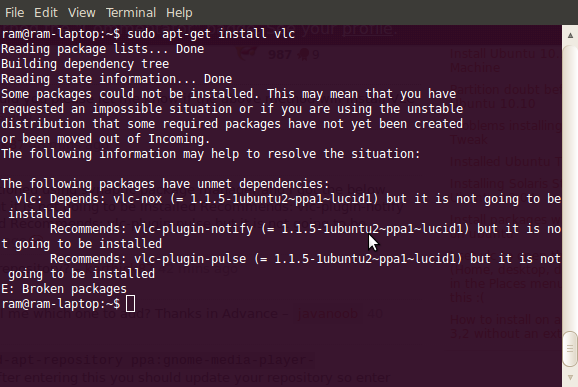 File Edit View Terminal Help
ram@ram-laptop:~$ sudo apt-get install vlc
Reading package lists... Done
Building dependency tree
Reading state information... Done
Some packages could not be installed. This may mean that you have
requested an impossible situation or if you are using the unstable
distribution that some required packages have not yet been created
or been moved out of Incoming.
The following information may help to resolve the situation:
The following packages have unmet dependencies:
vlc: Depends: vlc-nox (= 1.1.5-1ubuntu2~ppa1~lucid1) but it is not going to be
installed
Recommends: vlc-plugin-notify (= 1.1.5-1ubuntu2~ppa1~lucid1) but it is no
t going to be installed
Recommends: vlc-plugin-pulse (= 1.1.5-1ubuntu2~ppa1~lucid1) but it is not
going to be installed
E: Broken packages
ram@ram-laptop:~$